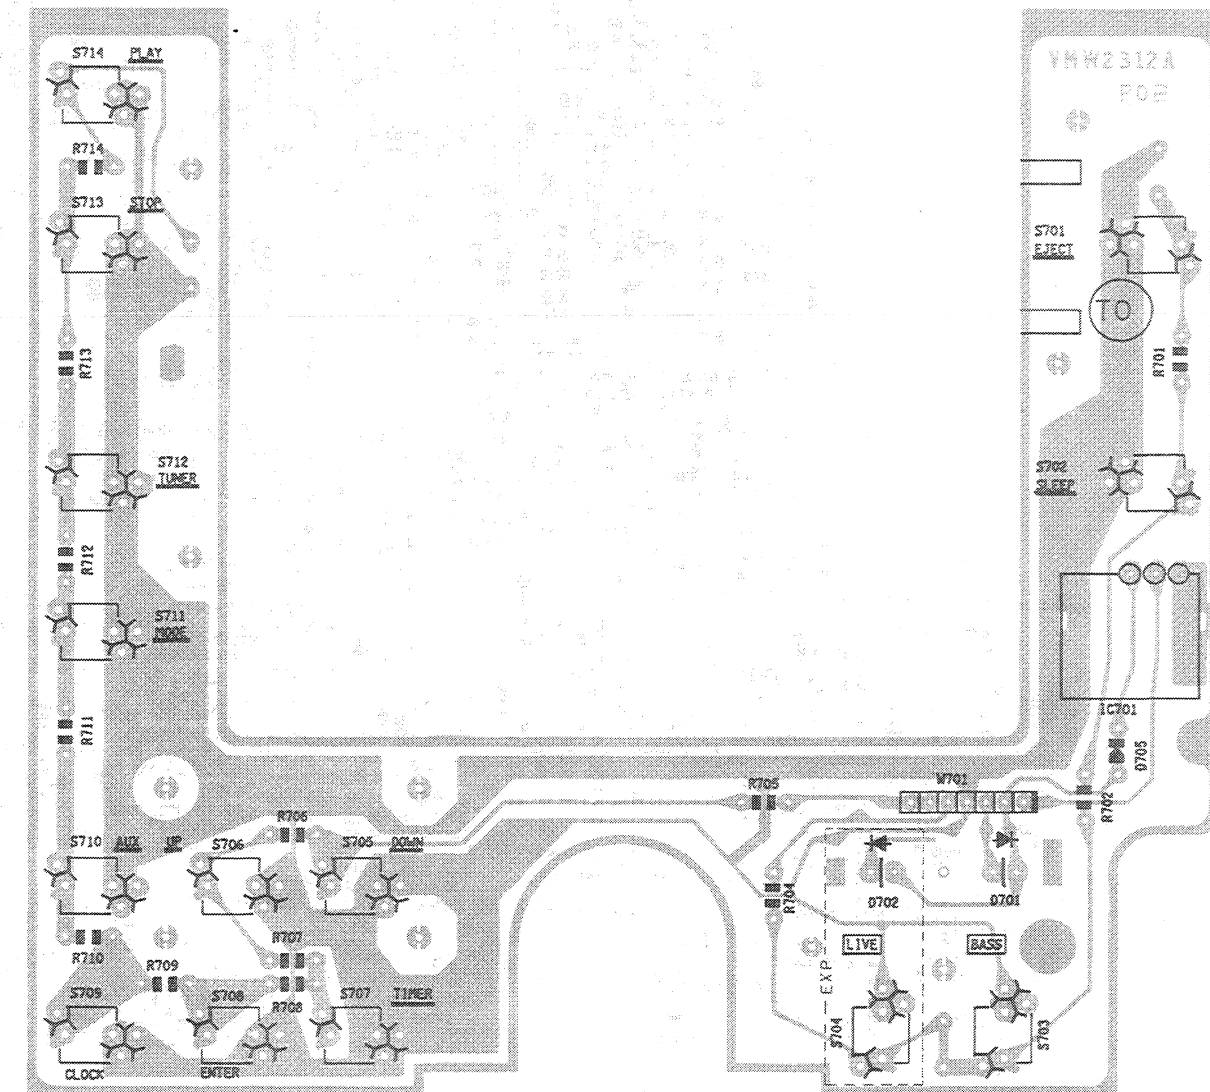 S714 PLAY
VMW2312A
R714
S713 STOP
S701
EJECT
TO
R713
R701
S712
TUNER
S702
SLEEP
R712
S711
MODE
R711
IC701
D705
R705
W701
R702
R706
S710 AUX UP
S706
S705 DOWN
R704
D702
D701
R707
R710
R709
LIVE
BASS
EXP
R708
S709
S708
S707
TIMER
S704
S703
CLOCK
ENTER